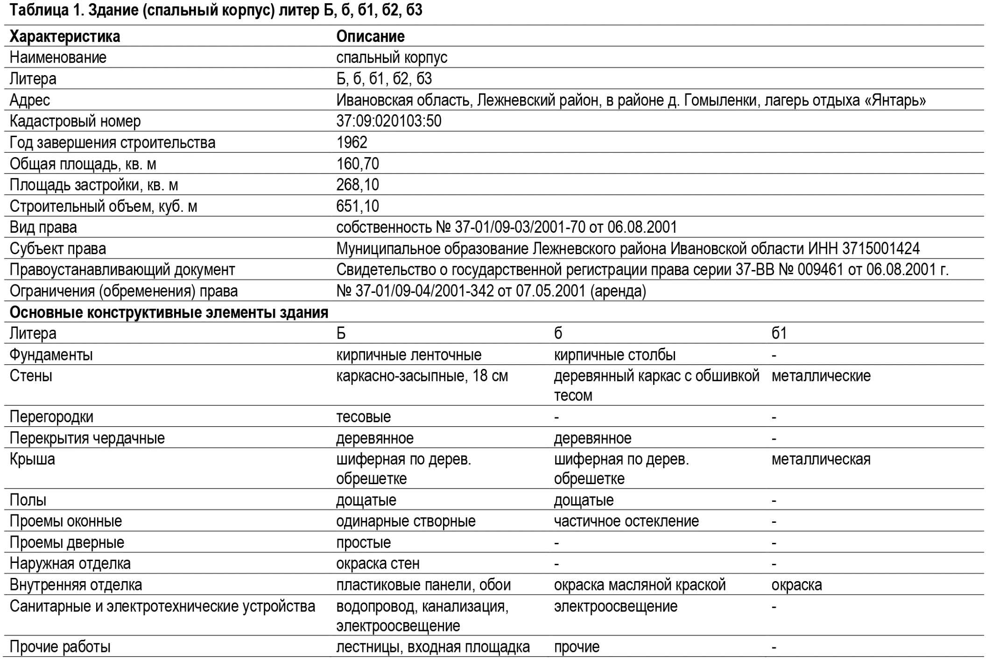 Таблица 1. Здание (спальный корпус) литер Б, б, б1, б2, б3
Характеристика Описание
Наименование спальный корпус
Литера Б, б, б1, б2, б3
Адрес Ивановская область, Лежневский район, в районе д. Гомыленки, лагерь отдыха «Янтарь»
Кадастровый номер 37:09:020103:50
Год завершения строительства 1962
Общая площадь, кв. м 160,70
Площадь застройки, кв. м 268,10
Строительный объем, куб. м 651,10
Вид права собственность № 37-01/09-03/2001-70 от 06.08.2001
Субъект права Муниципальное образование Лежневского района Ивановской области ИНН 3715001424
Правоустанавливающий документ Свидетельство о государственной регистрации права серии 37-ВВ № 009461 от 06.08.2001 г.
Ограничения (обременения) права № 37-01/09-04/2001-342 от 07.05.2001 (аренда)
Основные конструктивные элементы здания
Литера Б б б1
Фундаменты кирпичные ленточные кирпичные столбы -
Стены каркасно-засыпные, 18 см деревянный каркас с обшивкой металлические
тесом
Перегородки тесовые - -
Перекрытия чердачные деревянное деревянное -
Крыша шиферная по дерев. шиферная по дерев. металлическая
обрешетке обрешетке
Полы дощатые дощатые -
Проемы оконные одинарные створные частичное остекление -
Проемы дверные простые - -
Наружная отделка окраска стен - -
Внутренняя отделка пластиковые панели, обои окраска масляной краской окраска
Санитарные и электротехнические устройства водопровод, канализация, электроосвещение -
электроосвещение
Прочие работы лестницы, входная площадка прочие -